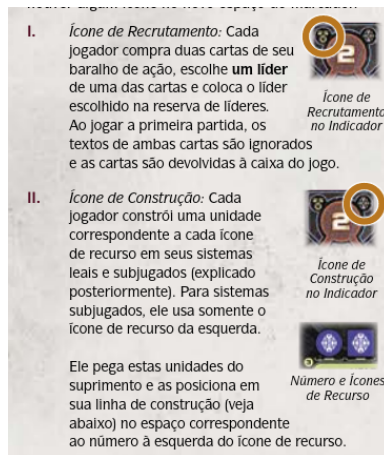 I. Ícone de Recrutamento: Cada
jogador compra duas cartas de seu
baralho de ação, escolhe um líder
de uma das cartas e coloca o líder
escolhido na reserva de líderes.
Ao jogar a primeira partida, os
textos de ambas cartas são ignorados
e as cartas são devolvidas à caixa do jogo.
2
Ícone de
Recrutamento
no Indicador
II. Ícone de Construção: Cada
jogador constrói uma unidade
correspondente a cada ícone
de recurso em seus sistemas
leais e subjugados (explicado
posteriormente). Para sistemas
subjugados, ele usa somente o
ícone de recurso da esquerda.
2
Ícone de
Construção
no Indicador
Ele pega estas unidades do
suprimento e as posiciona em
sua linha de construção (veja
abaixo) no espaço correspondente
ao número à esquerda do ícone de recurso.
Número e Ícones
de Recurso